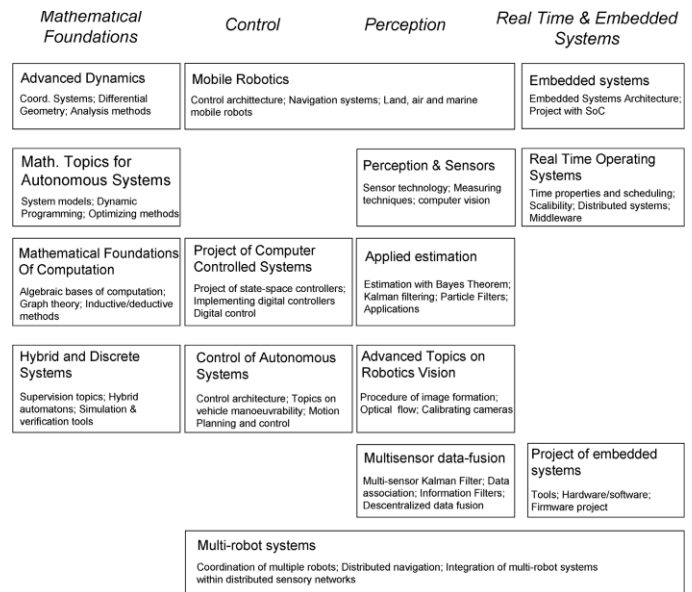 Mathematical
Foundations
Control
Perception
Real Time & Embedded
Systems
Advanced Dynamics
Coord. Systems; Differential
Geometry; Analysis methods
Mobile Robotics
Control archittecture; Navigation systems; Land, air and marine
mobile robots
Embedded systems
Embedded Systems Architecture;
Project with SoC
Math. Topics for
Autonomous Systems
System models; Dynamic
Programming; Optimizing methods
Perception & Sensors
Sensor technology; Measuring
techniques; computer vision
Real Time Operating
Systems
Time properties and scheduling;
Scalibility; Distributed systems;
Middleware
Mathematical Foundations
Of Computation
Algebraic bases of computation;
Graph theory; Inductive/deductive
methods
Project of Computer
Controlled Systems
Project of state-space controllers;
Implementing digital controllers
Digital control
Applied estimation
Estimation with Bayes Theorem;
Kalman filtering; Particle Filters;
Applications
Hybrid and Discrete
Systems
Supervision topics; Hybrid
automatons; Simulation &
verification tools
Control of Autonomous
Systems
Control architecture; Topics on
vehicle manoeuvrability; Motion
Planning and control
Advanced Topics on
Robotics Vision
Procedure of image formation;
Optical flow; Calibrating cameras
Multisensor data-fusion
Multi-sensor Kalman Filter; Data
association; Information Filters;
Descentralized data fusion
Project of embedded
systems
Tools; Hardware/software;
Firmware project
Multi-robot systems
Coordination of multiple robots; Distributed navigation; Integration of multi-robot systems
within distributed sensory networks